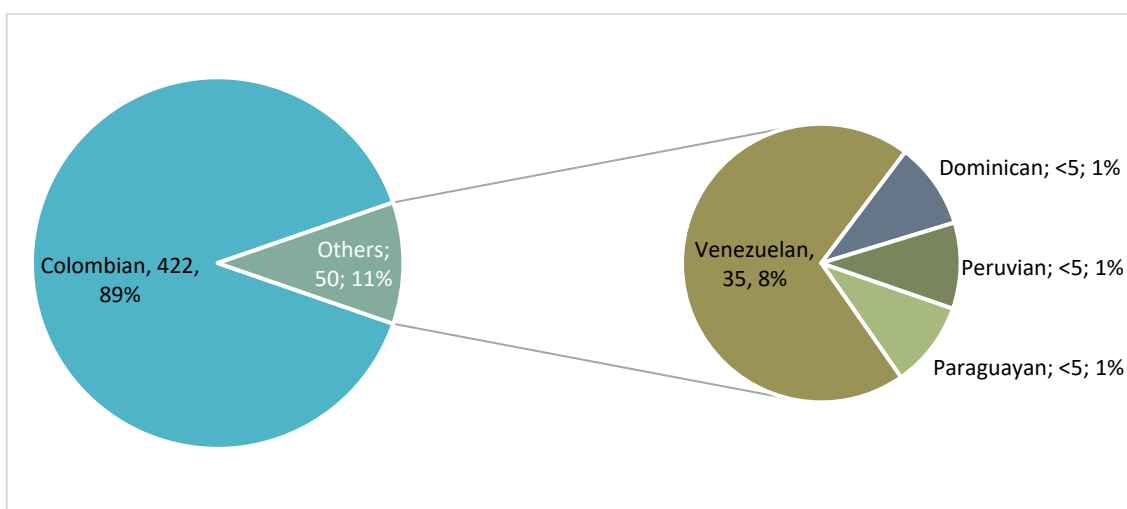 Colombian, 422,
89%
Others;
50; 11%
Venezuelan,
35, 8%
Dominican; <5; 1%
Peruvian; <5; 1%
Paraguayan; <5; 1%